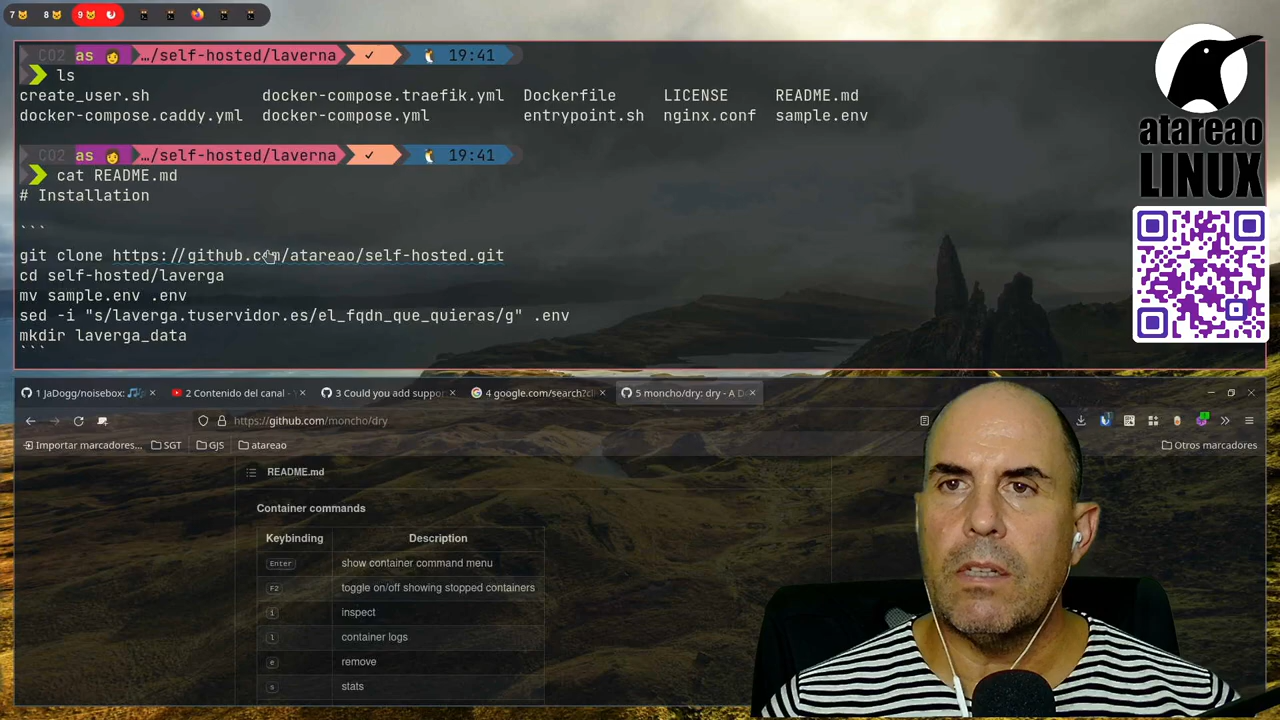 7 8 9
CO2 as …/self-hosted/laverna ✓ 19:41
ls
create_user.sh docker-compose.traefik.yml Dockerfile LICENSE README.md
docker-compose.caddy.yml docker-compose.yml entrypoint.sh nginx.conf sample.env
CO2 as …/self-hosted/laverna ✓ 19:41
cat README.md
# Installation
```
git clone https://github.com/atareao/self-hosted.git
cd self-hosted/laverga
mv sample.env .env
sed -i "s/laverga.tuservidor.es/el_fqdn_que_quieras/g" .env
mkdir laverga_data
```
atareao
LINUX
1 JaDogg/noisebox: 2 Contenido del canal - 3 Could you add suppor 4 google.com/search?cli 5 moncho/dry: dry - A D
https://github.com/moncho/dry
Importar marcadores... SGT GJS atareao Otros marcadores
README.md
Container commands
Keybinding Description
Enter show container command menu
F2 toggle on/off showing stopped containers
i inspect
l container logs
e remove
s stats